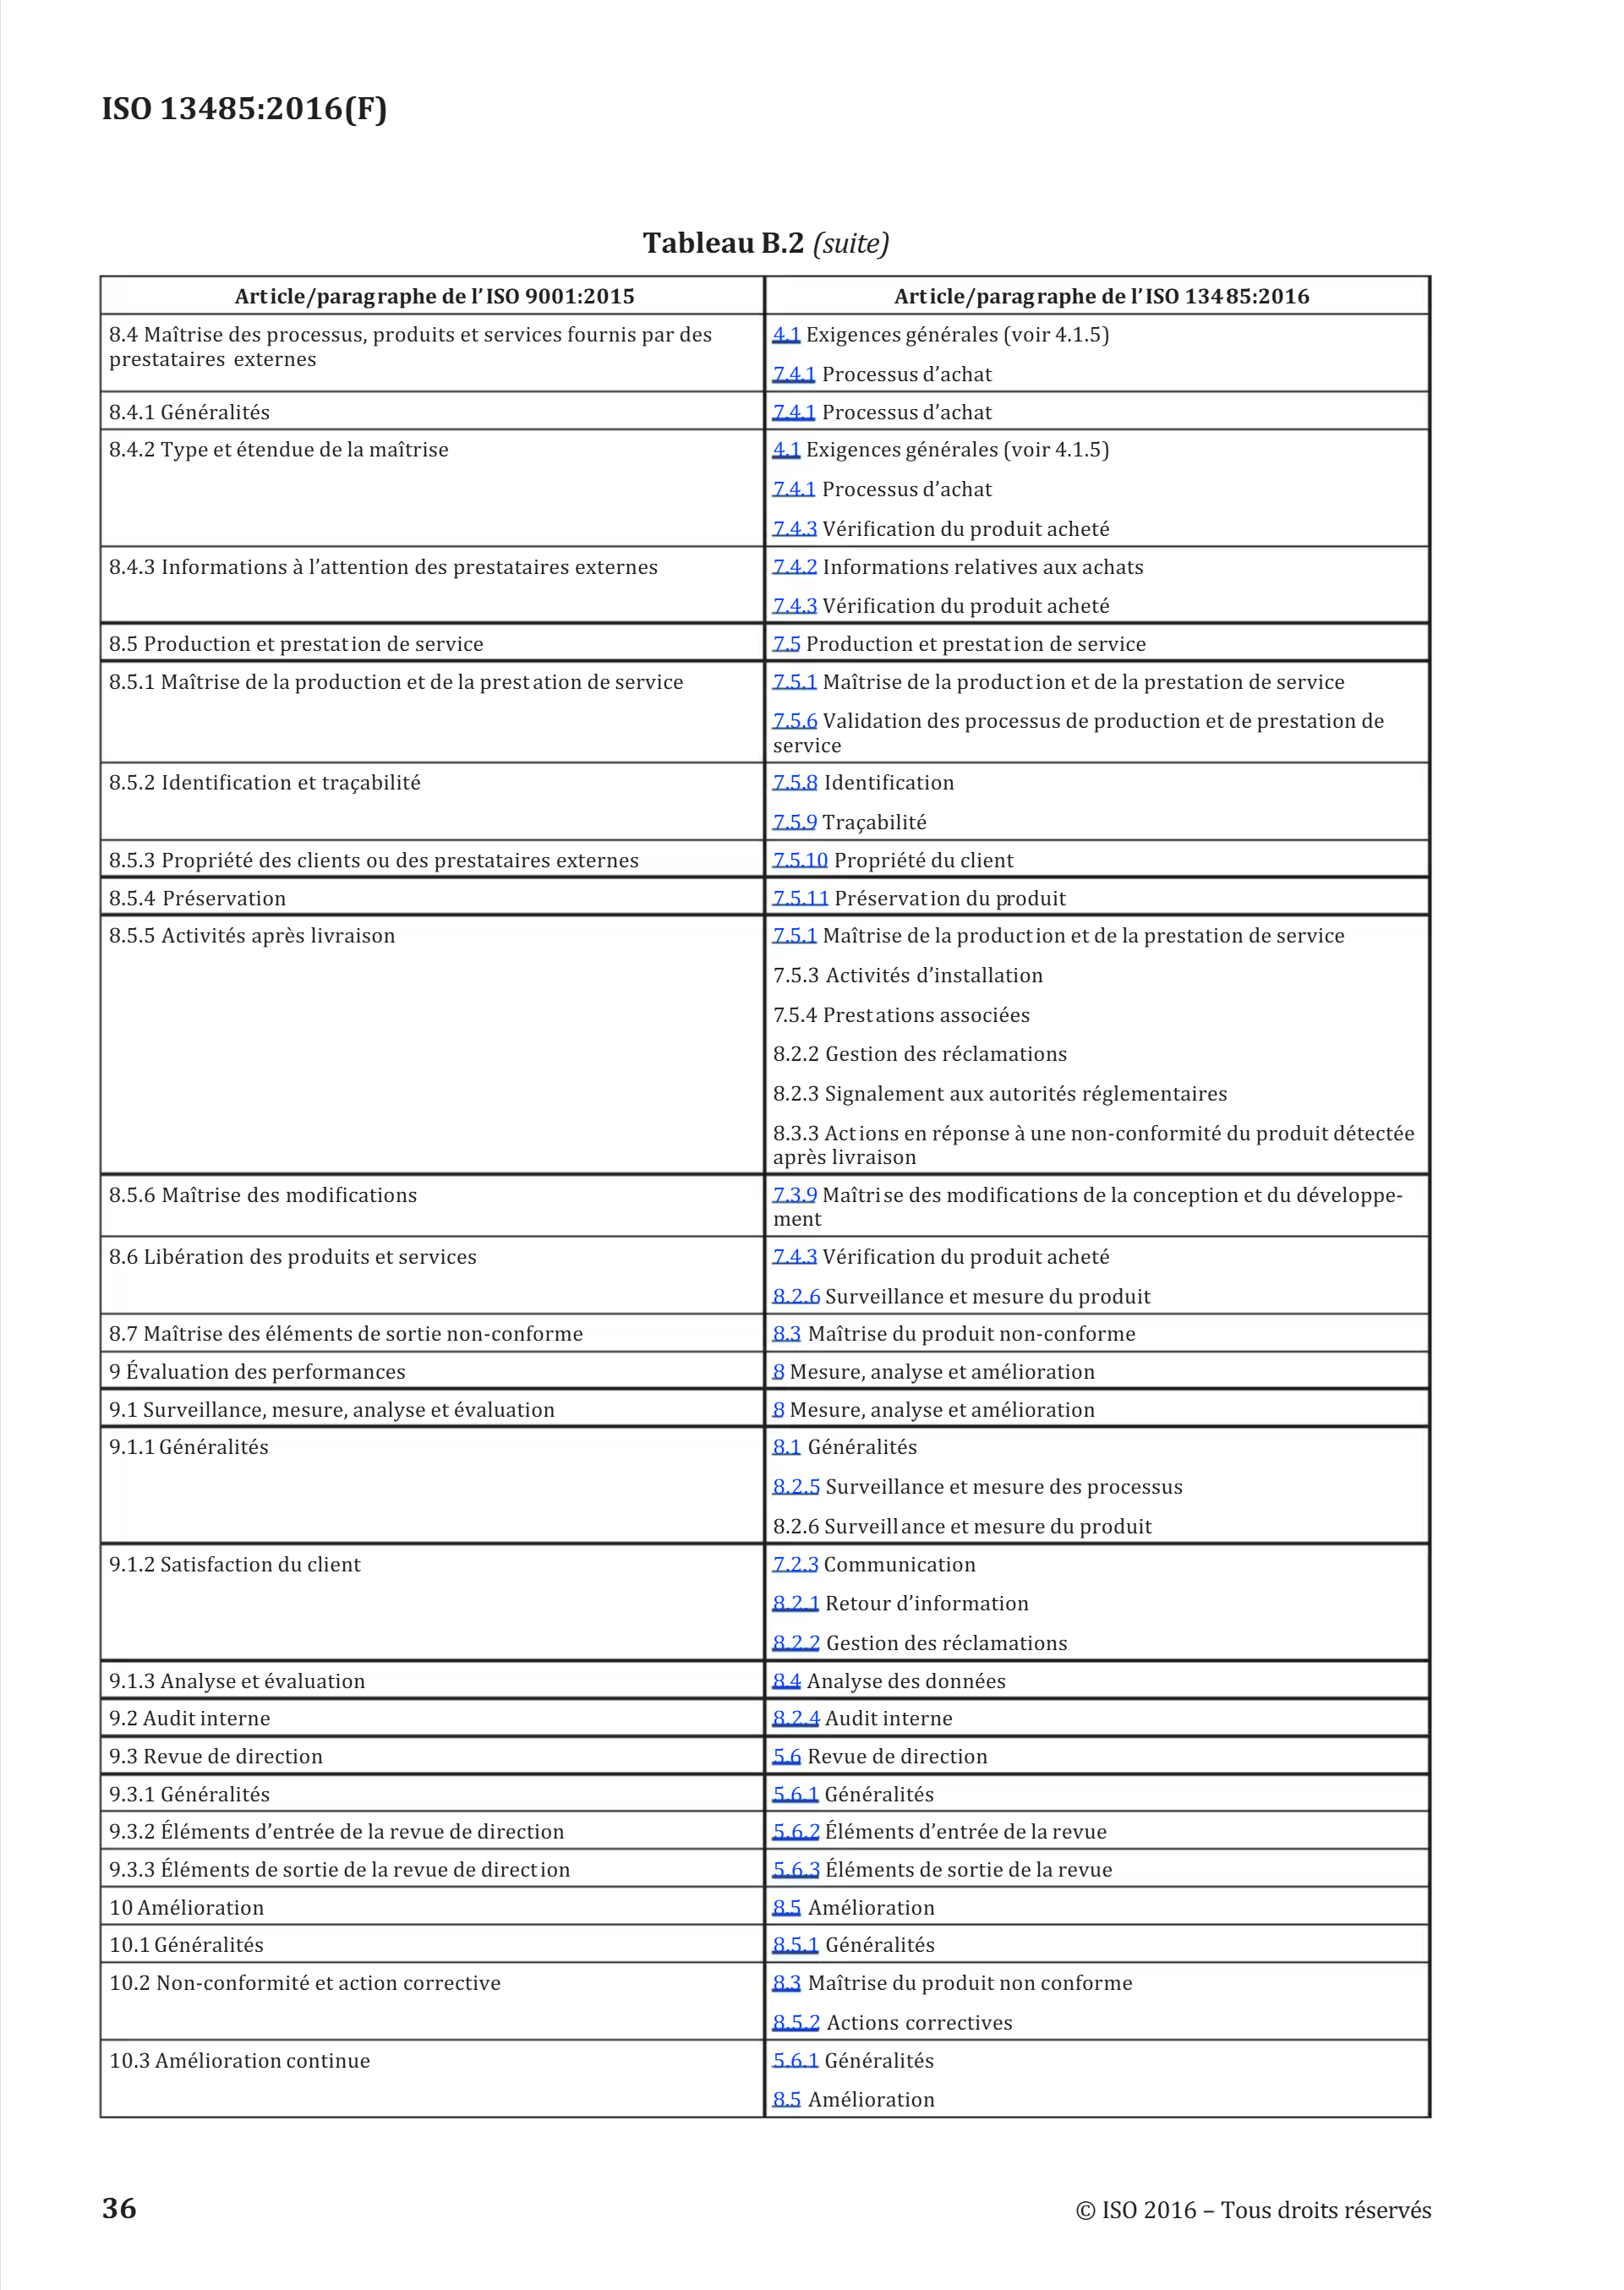 ISO 13485:2016(F)
Tableau B.2 (suite)
Article/paragraphe de l'ISO 9001:2015
Article/paragraphe de l'ISO 13485:2016
8.4 Maîtrise des processus, produits et services fournis par des
prestataires externes
4.1 Exigences générales (voir 4.1.5)
7.4.1 Processus d'achat
8.4.1 Généralités
7.4.1 Processus d'achat
8.4.2 Type et étendue de la maîtrise
4.1 Exigences générales (voir 4.1.5)
7.4.1 Processus d'achat
7.4.3 Vérification du produit acheté
8.4.3 Informations à l'attention des prestataires externes
7.4.2 Informations relatives aux achats
7.4.3 Vérification du produit acheté
8.5 Production et prestation de service
7.5 Production et prestation de service
8.5.1 Maîtrise de la production et de la prestation de service
7.5.1 Maîtrise de la production et de la prestation de service
7.5.6 Validation des processus de production et de prestation de
service
8.5.2 Identification et traçabilité
7.5.8 Identification
7.5.9 Traçabilité
8.5.3 Propriété des clients ou des prestataires externes
7.5.10 Propriété du client
8.5.4 Préservation
7.5.11 Préservation du produit
8.5.5 Activités après livraison
7.5.1 Maîtrise de la production et de la prestation de service
7.5.3 Activités d'installation
7.5.4 Prestations associées
8.2.2 Gestion des réclamations
8.2.3 Signalement aux autorités réglementaires
8.3.3 Actions en réponse à une non-conformité du produit détectée
après livraison
8.5.6 Maîtrise des modifications
7.3.9 Maîtrise des modifications de la conception et du développe-
ment
8.6 Libération des produits et services
7.4.3 Vérification du produit acheté
8.2.6 Surveillance et mesure du produit
8.7 Maîtrise des éléments de sortie non-conforme
8.3 Maîtrise du produit non-conforme
9 Évaluation des performances
8 Mesure, analyse et amélioration
9.1 Surveillance, mesure, analyse et évaluation
8 Mesure, analyse et amélioration
9.1.1 Généralités
8.1 Généralités
8.2.5 Surveillance et mesure des processus
8.2.6 Surveillance et mesure du produit
9.1.2 Satisfaction du client
7.2.3 Communication
8.2.1 Retour d'information
8.2.2 Gestion des réclamations
9.1.3 Analyse et évaluation
8.4 Analyse des données
9.2 Audit interne
8.2.4 Audit interne
9.3 Revue de direction
5.6 Revue de direction
9.3.1 Généralités
5.6.1 Généralités
9.3.2 Éléments d'entrée de la revue de direction
5.6.2 Éléments d'entrée de la revue
9.3.3 Éléments de sortie de la revue de direction
5.6.3 Éléments de sortie de la revue
10 Amélioration
8.5 Amélioration
10.1 Généralités
8.5.1 Généralités
10.2 Non-conformité et action corrective
8.3 Maîtrise du produit non conforme
8.5.2 Actions correctives
10.3 Amélioration continue
5.6.1 Généralités
8.5 Amélioration
36
© ISO 2016 – Tous droits réservés